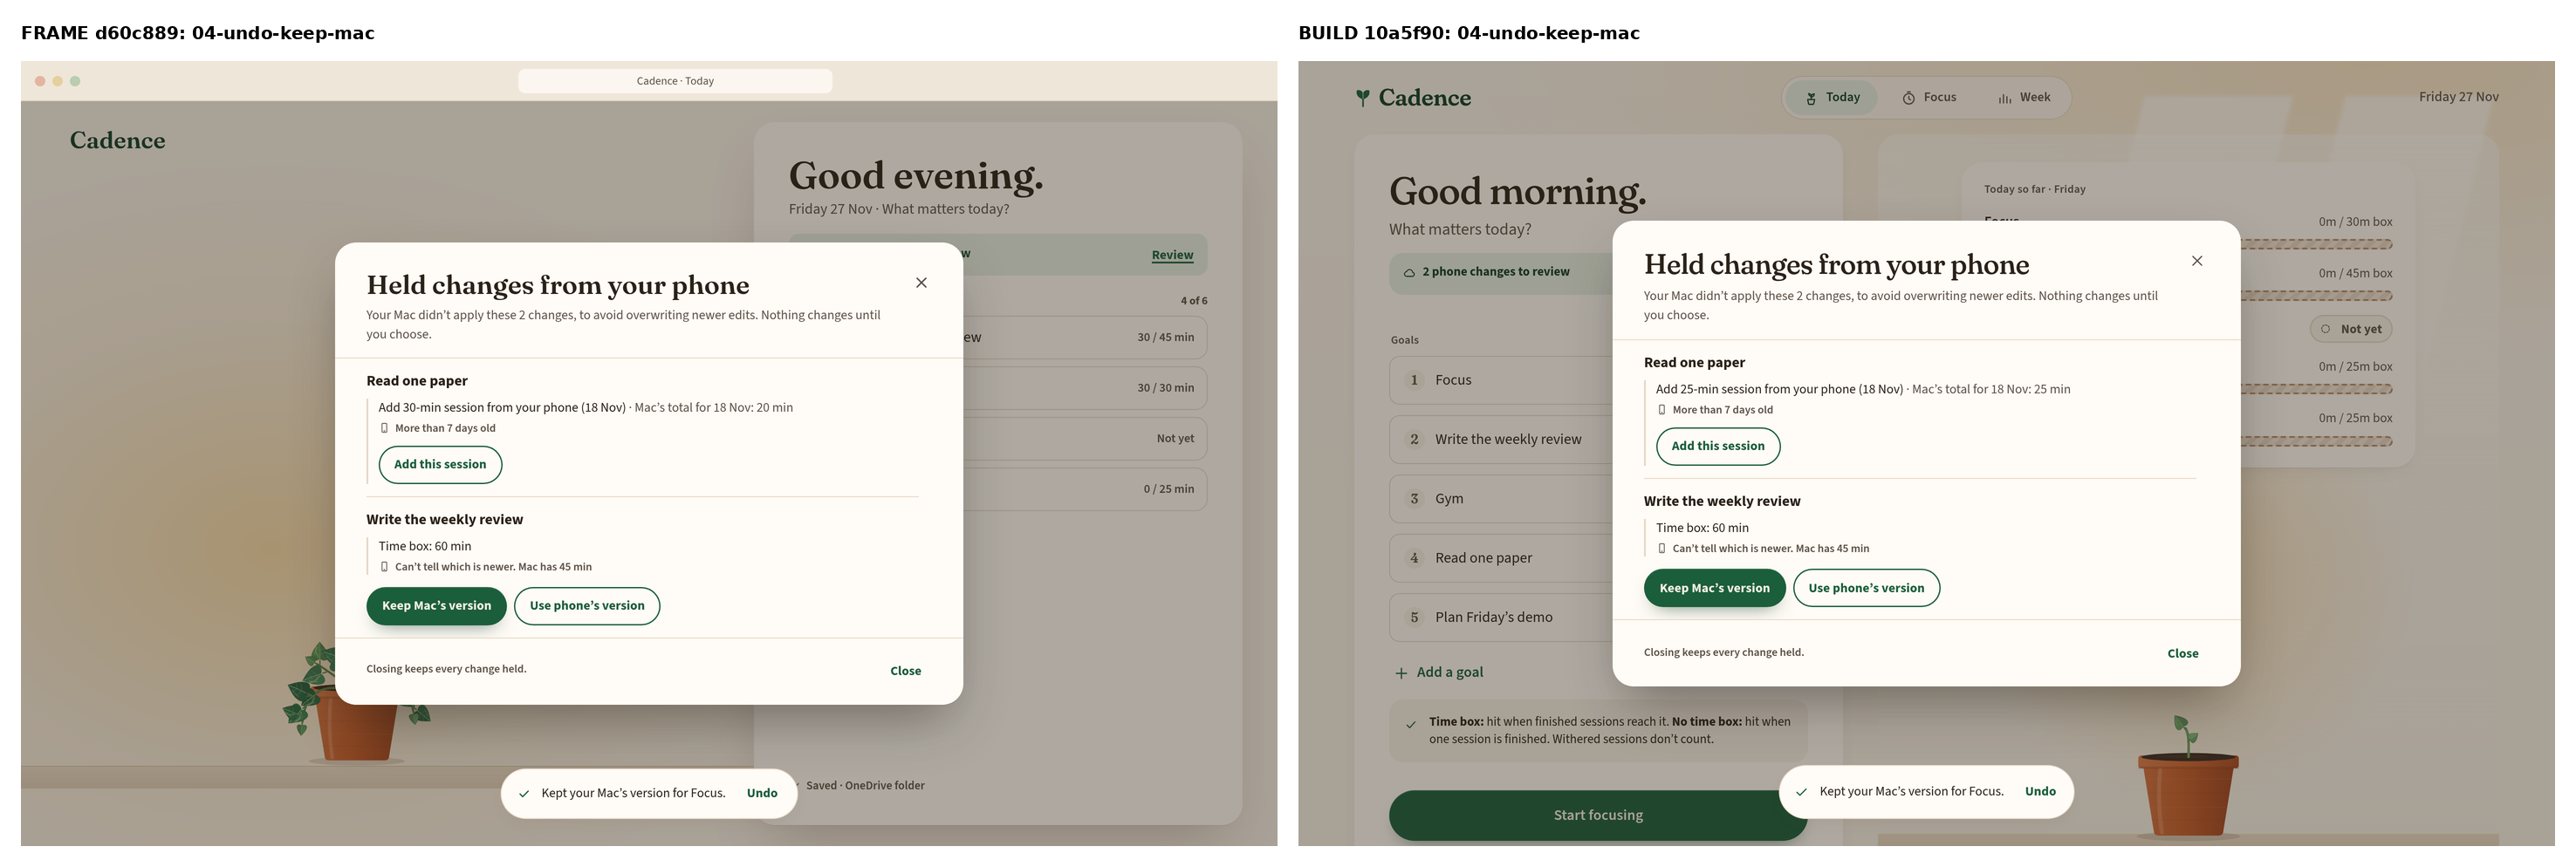 FRAME d60c889: 04-undo-keep-mac
Cadence · Today
Cadence
Good evening.
Friday 27 Nov · What matters today?
Review
4 of 6
30 / 45 min
30 / 30 min
Not yet
0 / 25 min
Held changes from your phone
Your Mac didn’t apply these 2 changes, to avoid overwriting newer edits. Nothing changes until
you choose.
Read one paper
Add 30-min session from your phone (18 Nov) · Mac’s total for 18 Nov: 20 min
More than 7 days old
Add this session
Write the weekly review
Time box: 60 min
Can’t tell which is newer. Mac has 45 min
Keep Mac’s version
Use phone’s version
Closing keeps every change held.
Close
Saved · OneDrive folder
Kept your Mac’s version for Focus.
Undo
BUILD 10a5f90: 04-undo-keep-mac
Cadence
Today
Focus
Week
Friday 27 Nov
Good morning.
What matters today?
2 phone changes to review
Goals
1 Focus
2 Write the weekly review
3 Gym
4 Read one paper
5 Plan Friday’s demo
Add a goal
Time box: hit when finished sessions reach it. No time box: hit when
one session is finished. Withered sessions don’t count.
Start focusing
Today so far · Friday
0m / 30m box
0m / 45m box
Not yet
0m / 25m box
0m / 25m box
Held changes from your phone
Your Mac didn’t apply these 2 changes, to avoid overwriting newer edits. Nothing changes until
you choose.
Read one paper
Add 25-min session from your phone (18 Nov) · Mac’s total for 18 Nov: 25 min
More than 7 days old
Add this session
Write the weekly review
Time box: 60 min
Can’t tell which is newer. Mac has 45 min
Keep Mac’s version
Use phone’s version
Closing keeps every change held.
Close
Kept your Mac’s version for Focus.
Undo